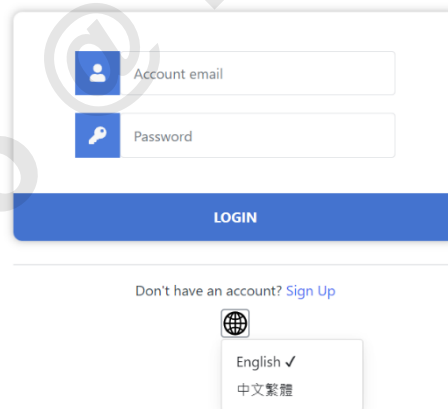 Account email
Password
LOGIN
Don't have an account? Sign Up
English ✓
中文繁體